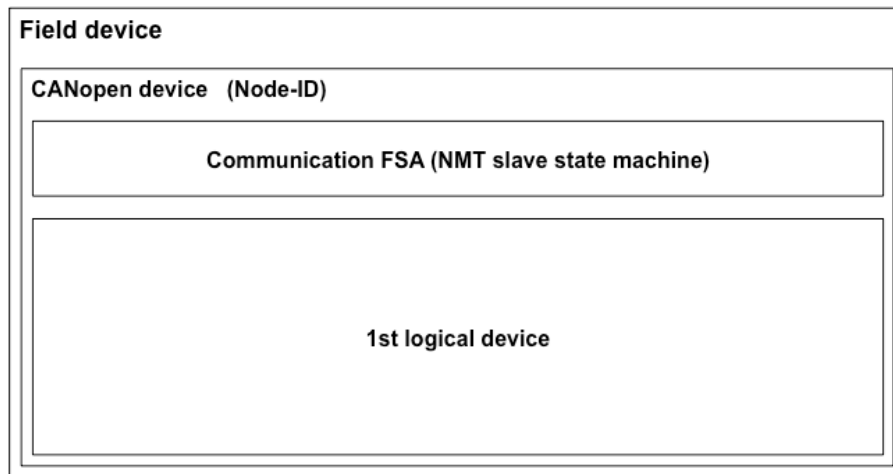 Field device
CANopen device (Node-ID)
Communication FSA (NMT slave state machine)
1st logical device